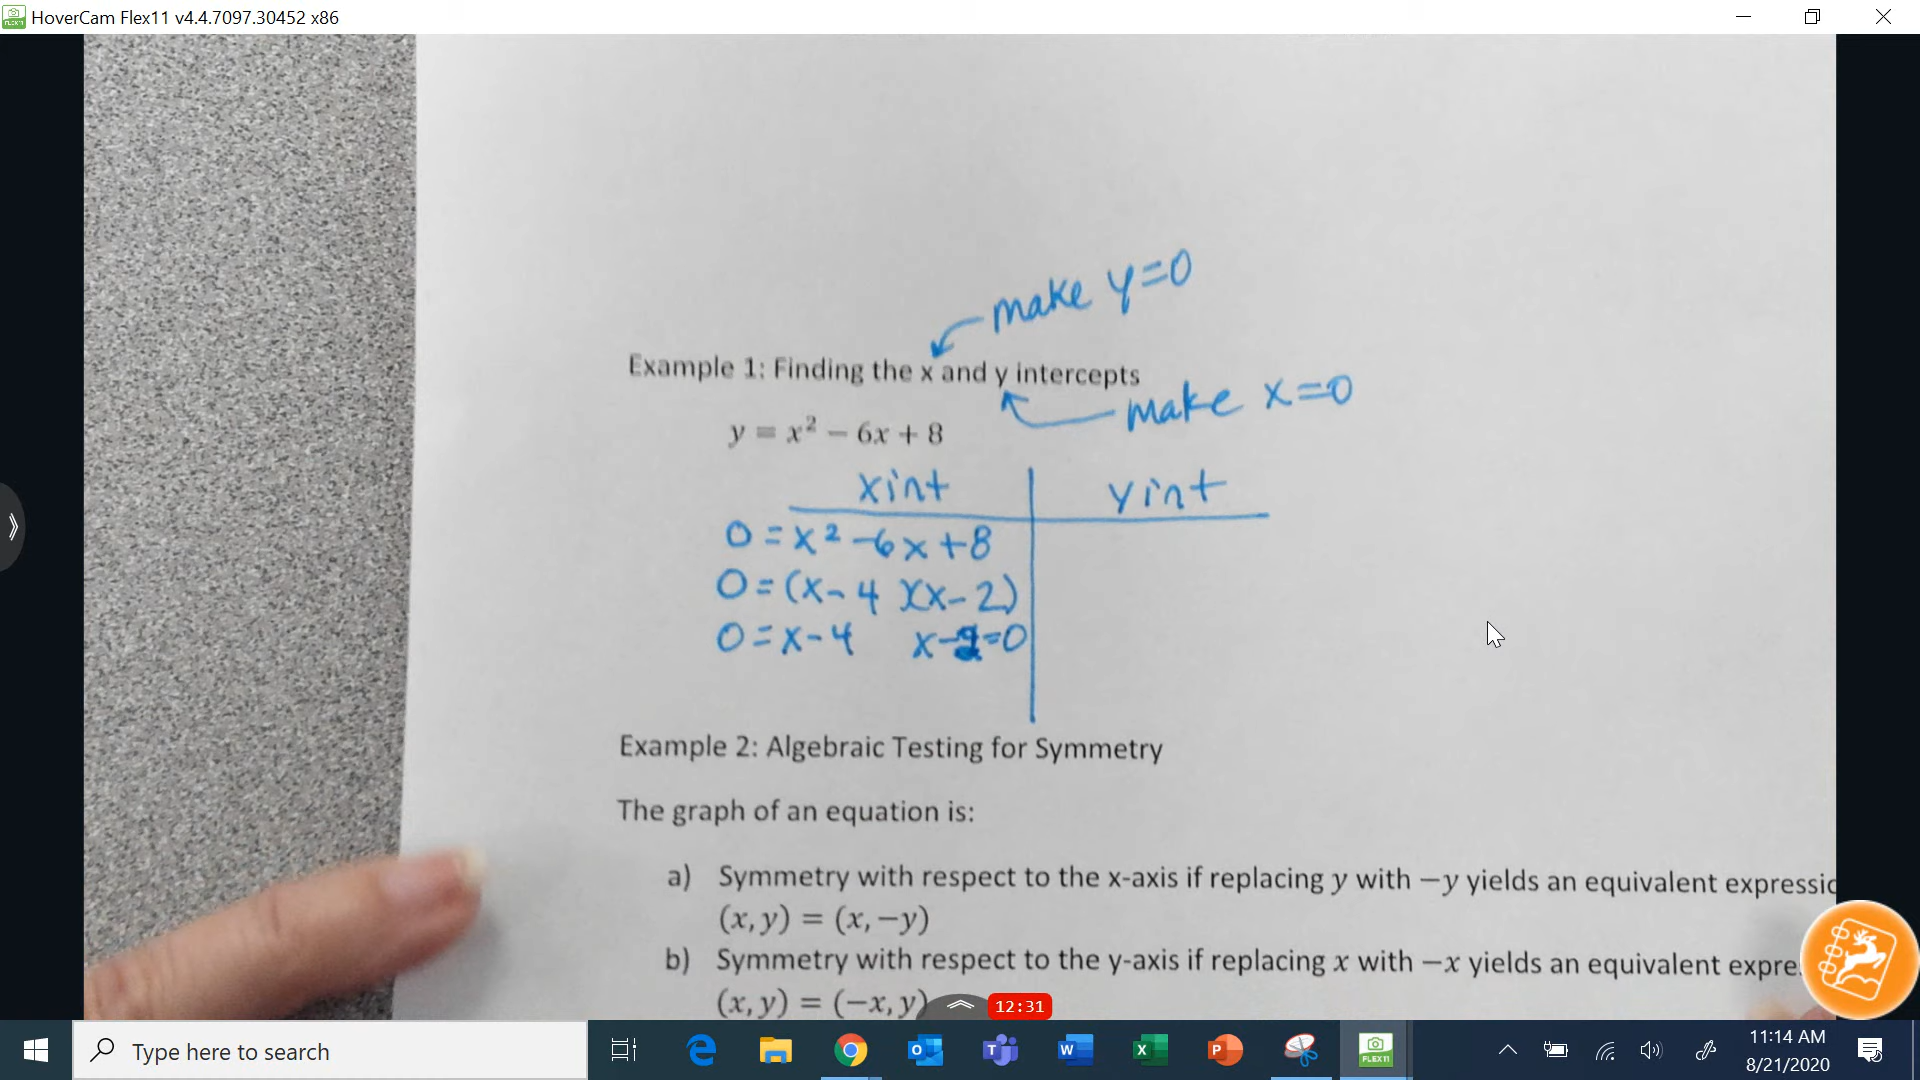 HoverCam Flex11 v4.4.7097.30452 x86
make y=0
Example 1: Finding the x and y intercepts
make x=0
y = x² − 6x + 8
xint
yint
0 = x² -6x +8
0 = (x-4)(x-2)
0 = x-4 x-2=0
Example 2: Algebraic Testing for Symmetry
The graph of an equation is:
a) Symmetry with respect to the x-axis if replacing y with −y yields an equivalent expressio
(x, y) = (x, −y)
b) Symmetry with respect to the y-axis if replacing x with −x yields an equivalent expre
(x, y) = (−x, y)
12:31
Type here to search
FLEX11
11:14 AM
8/21/2020